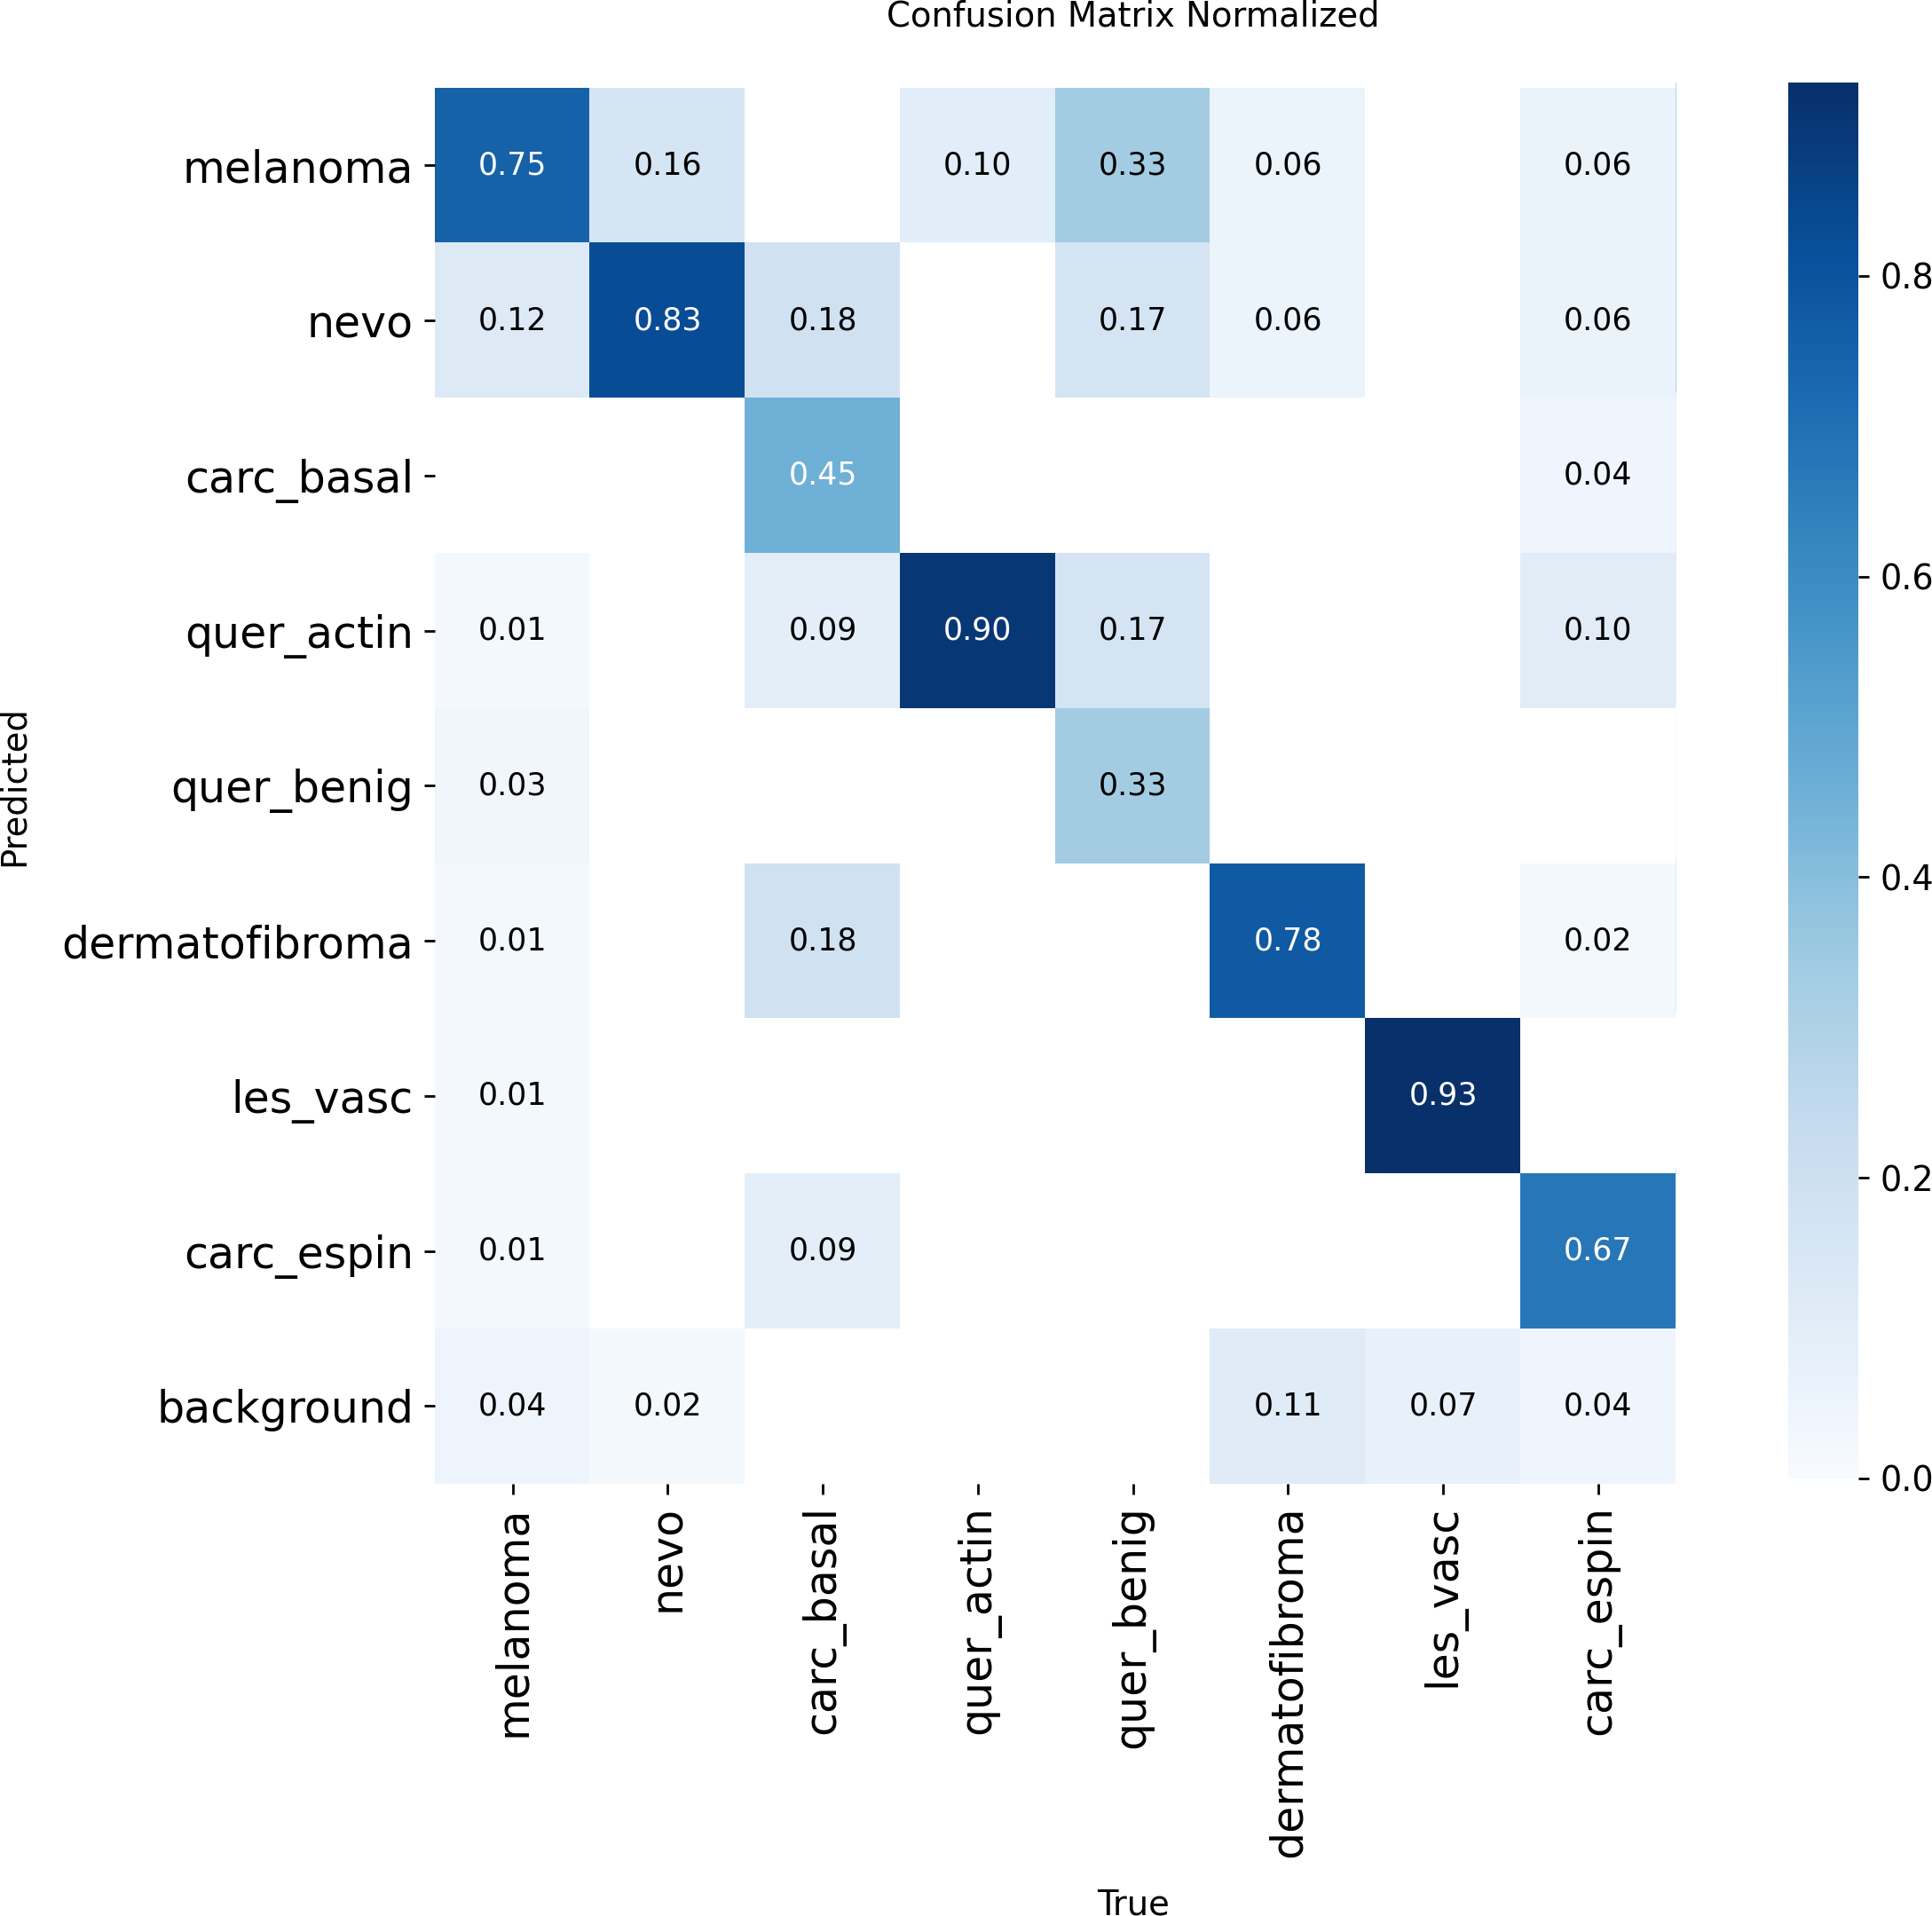 Confusion Matrix Normalized
melanoma 0.75 0.16 0.10 0.33 0.06 0.06
nevo 0.12 0.83 0.18 0.17 0.06 0.06
carc_basal 0.45 0.04
quer_actin 0.01 0.09 0.90 0.17 0.10
quer_benig 0.03 0.33
dermatofibroma 0.01 0.18 0.78 0.02
les_vasc 0.01 0.93
carc_espin 0.01 0.09 0.67
background 0.04 0.02 0.11 0.07 0.04
Predicted
melanoma nevo carc_basal quer_actin quer_benig dermatofibroma les_vasc carc_espin
True
0.8
0.6
0.4
0.2
0.0